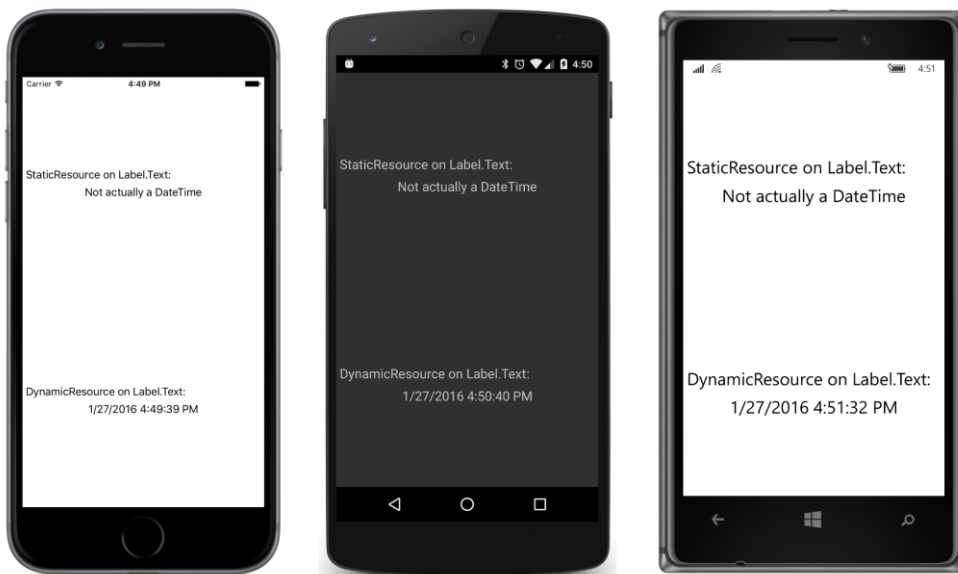 Carrier 4:49 PM
StaticResource on Label.Text:
Not actually a DateTime
DynamicResource on Label.Text:
1/27/2016 4:49:39 PM
4:50
StaticResource on Label.Text:
Not actually a DateTime
DynamicResource on Label.Text:
1/27/2016 4:50:40 PM
4:51
StaticResource on Label.Text:
Not actually a DateTime
DynamicResource on Label.Text:
1/27/2016 4:51:32 PM